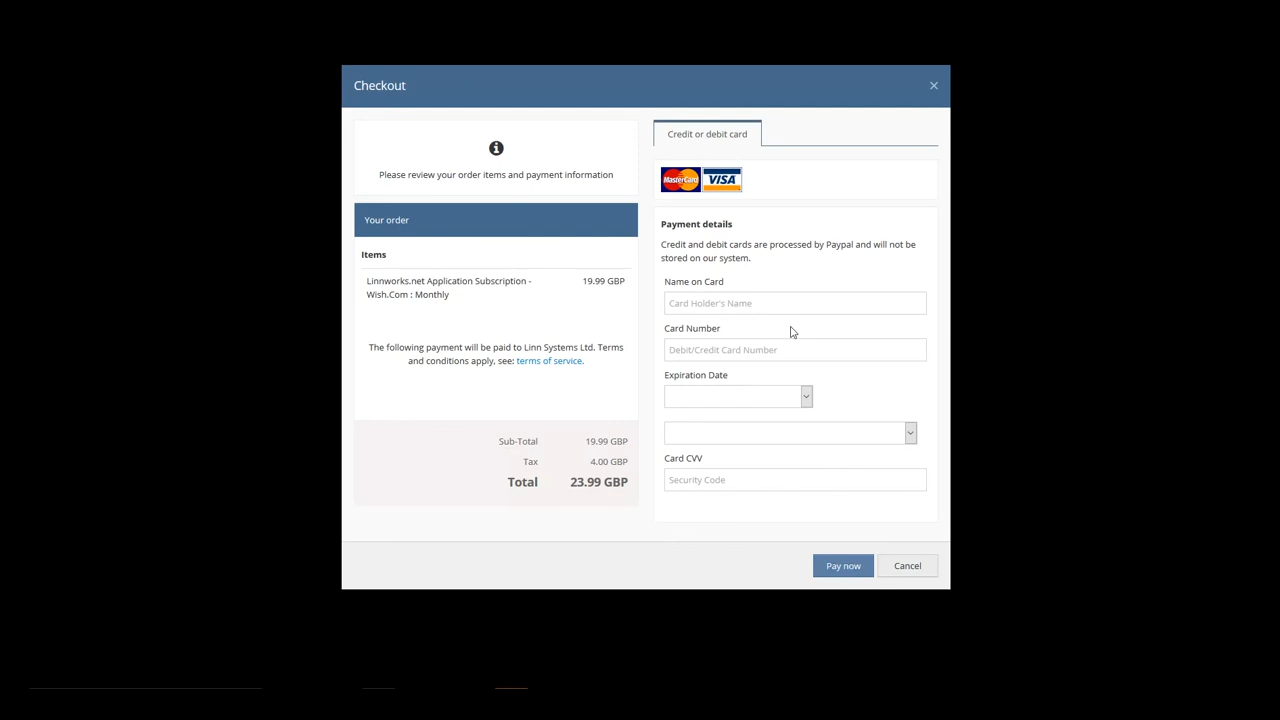 Checkout
×
Please review your order items and payment information
Your order
Items
Linnworks.net Application Subscription - 19.99 GBP
Wish.Com : Monthly
The following payment will be paid to Linn Systems Ltd. Terms
and conditions apply, see: terms of service.
Sub-Total 19.99 GBP
Tax 4.00 GBP
Total 23.99 GBP
Credit or debit card
MasterCard VISA
Payment details
Credit and debit cards are processed by Paypal and will not be
stored on our system.
Name on Card
Card Holder's Name
Card Number
Debit/Credit Card Number
Expiration Date
Card CVV
Security Code
Pay now Cancel